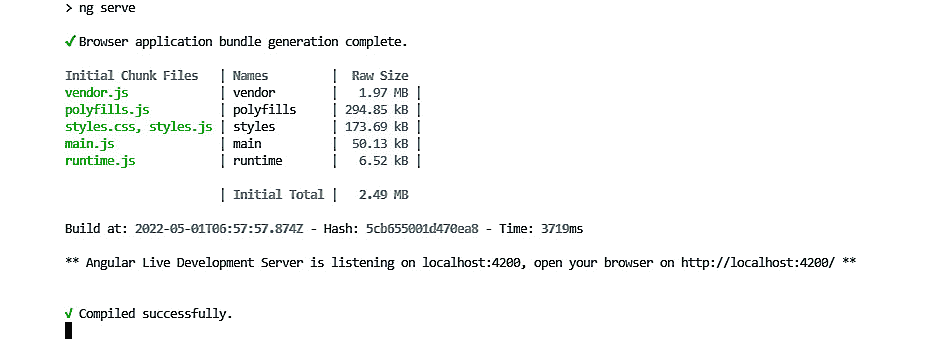 > ng serve
✓ Browser application bundle generation complete.
Initial Chunk Files | Names | Raw Size
vendor.js | vendor | 1.97 MB |
polyfills.js | polyfills | 294.85 kB |
styles.css, styles.js | styles | 173.69 kB |
main.js | main | 50.13 kB |
runtime.js | runtime | 6.52 kB |
| Initial Total | 2.49 MB
Build at: 2022-05-01T06:57:57.874Z - Hash: 5cb655001d470ea8 - Time: 3719ms
** Angular Live Development Server is listening on localhost:4200, open your browser on http://localhost:4200/ **
√ Compiled successfully.